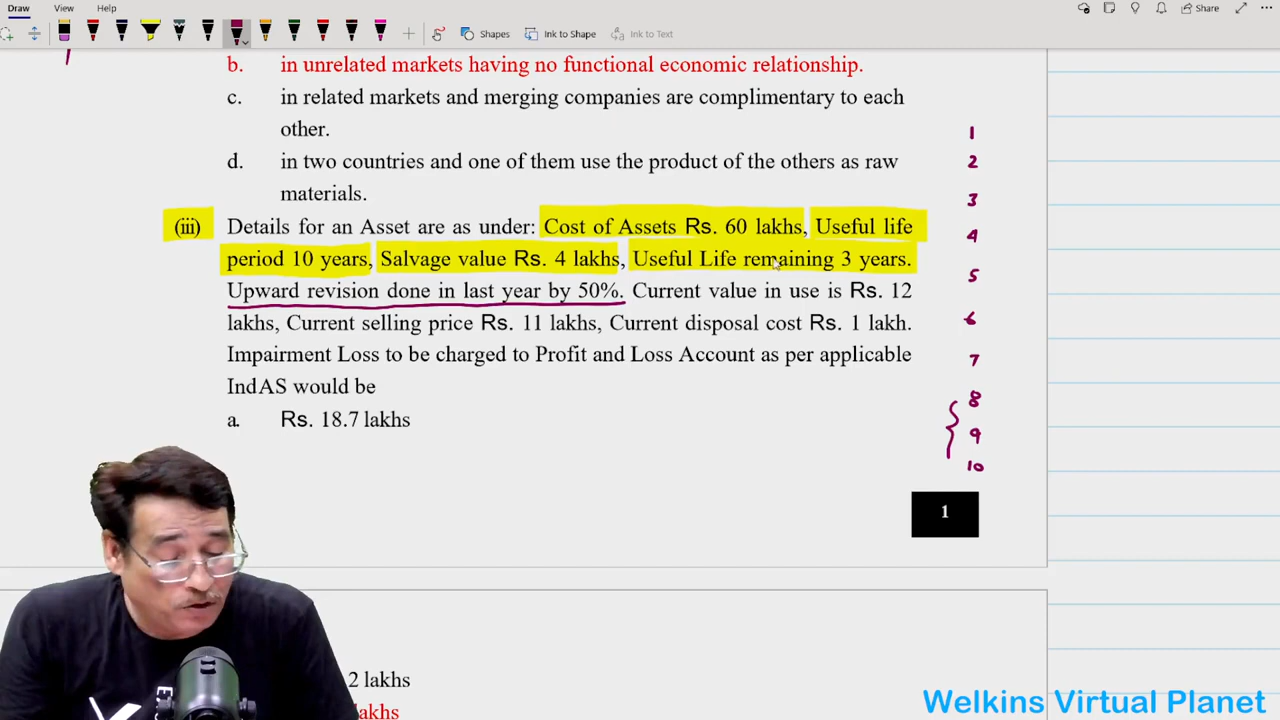 Draw View Help
Share
Shapes Ink to Shape Ink to Text
b. in unrelated markets having no functional economic relationship.
c. in related markets and merging companies are complimentary to each
other.
d. in two countries and one of them use the product of the others as raw
materials.
(iii) Details for an Asset are as under: Cost of Assets Rs. 60 lakhs, Useful life
period 10 years, Salvage value Rs. 4 lakhs, Useful Life remaining 3 years.
Upward revision done in last year by 50%. Current value in use is Rs. 12
lakhs, Current selling price Rs. 11 lakhs, Current disposal cost Rs. 1 lakh.
Impairment Loss to be charged to Profit and Loss Account as per applicable
IndAS would be
a. Rs. 18.7 lakhs
1
2
3
4
5
6
7
8
9
10
1
2 lakhs
lakhs
Welkins Virtual Planet